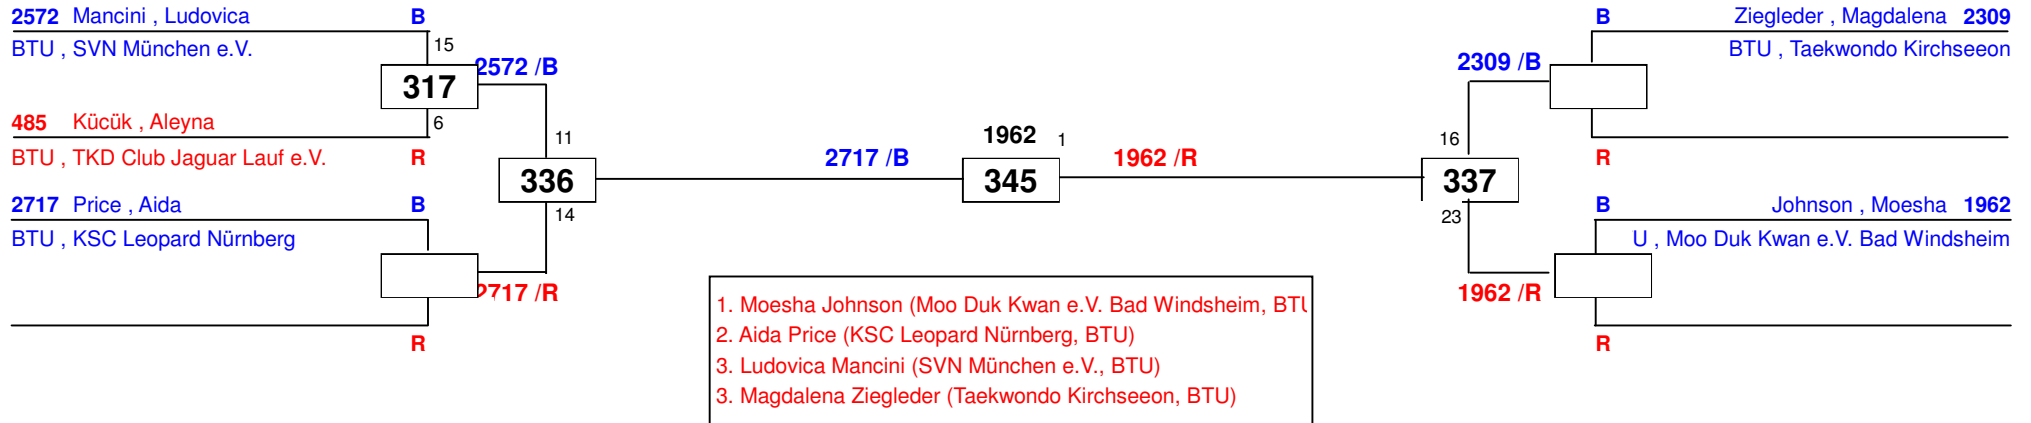 2572 Mancini , Ludovica B
BTU , SVN München e.V.
15
317
2572 /B
485 Kücük , Aleyna
6
BTU , TKD Club Jaguar Lauf e.V. R
11
336
14
2717 Price , Aida B
BTU , KSC Leopard Nürnberg
2717 /R
R
2717 /B
1962 1
345
1962 /R
B Ziegleder , Magdalena 2309
BTU , Taekwondo Kirchseeon
2309 /B
16
337
23
R
B Johnson , Moesha 1962
U , Moo Duk Kwan e.V. Bad Windsheim
1962 /R
R
1. Moesha Johnson (Moo Duk Kwan e.V. Bad Windsheim, BTU
2. Aida Price (KSC Leopard Nürnberg, BTU)
3. Ludovica Mancini (SVN München e.V., BTU)
3. Magdalena Ziegleder (Taekwondo Kirchseeon, BTU)